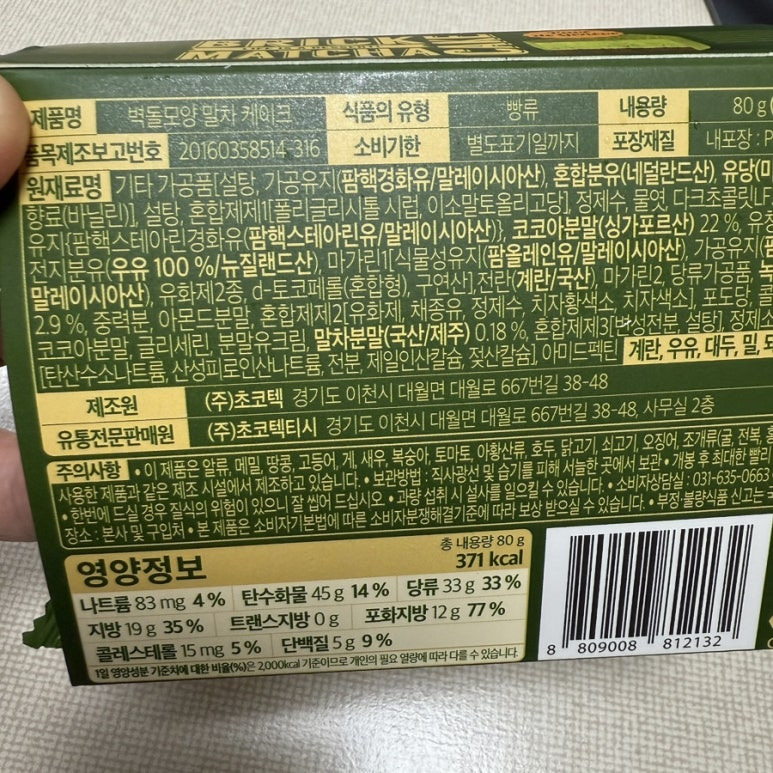 BRICK
MATCHA
제품명 벽돌모양 말차 케이크 식품의 유형 빵류 내용량 80 g
품목제조보고번호 20160358514 316 소비기한 별도표기일까지 포장재질 내포장 : P
원재료명 기타 가공품[설탕, 가공유지(팜핵경화유/말레이시아산), 혼합분유(네덜란드산), 유당(미
향료(바닐린)], 설탕, 혼합제제1[폴리글리시톨 시럽, 이소말토올리고당], 정제수, 물엿, 다크초콜릿
유지{팜핵스테아린경화유(팜핵스테아린유/말레이시아산)}, 코코아분말(싱가포르산) 22 %, 유
전지분유(우유 100 %/뉴질랜드산), 마가린1[식물성유지(팜올레인유/말레이시아산), 가공유지
말레이시아산), 유화제2종, d-토코페롤(혼합형), 구연산], 전란(계란/국산), 마가린2, 당류가공품,
2.9 %, 중력분, 아몬드분말, 혼합제제2[유화제, 채종유, 정제수, 치자황색소, 치자청색소], 포도당,
코코아분말, 글리세린, 분말유크림, 말차분말(국산/제주) 0.18 %, 혼합제제3[변성전분, 설탕], 정제소
[탄산수소나트륨, 산성피로인산나트륨, 전분, 제일인산칼슘, 젖산칼슘], 아미드펙틴 계란, 우유, 대두, 밀,
제조원 (주)초코텍 경기도 이천시 대월면 대월로 667번길 38-48
유통전문판매원 (주)초코텍티시 경기도 이천시 대월면 대월로 667번길 38-48, 사무실 2층
주의사항 • 이 제품은 알류, 메밀, 땅콩, 고등어, 게, 새우, 복숭아, 토마토, 아황산류, 호두, 닭고기, 쇠고기, 오징어, 조개류(굴, 전복, 홍
사용한 제품과 같은 제조 시설에서 제조하고 있습니다. • 보관방법 : 직사광선 및 습기를 피해 서늘한 곳에서 보관 • 개봉 후 최대한 빨리
• 한번에 드실 경우 질식의 위험이 있으니 잘 씹어 드십시오. • 과량 섭취 시 설사를 일으킬 수 있습니다. • 소비자상담실 : 031-635-0663
장소 : 본사 및 구입처 • 본 제품은 소비자기본법에 따른 소비자분쟁해결기준에 따라 보상 받으실 수 있습니다. • 부정·불량식품 신고는 국
영양정보 총 내용량 80 g
371 kcal
나트륨 83 mg 4 % 탄수화물 45 g 14 % 당류 33 g 33 %
지방 19 g 35 % 트랜스지방 0 g 포화지방 12 g 77 %
콜레스테롤 15 mg 5 % 단백질 5 g 9 %
1일 영양성분 기준치에 대한 비율(%)은 2,000kcal 기준이므로 개인의 필요 열량에 따라 다를 수 있습니다.
8 809008 812132